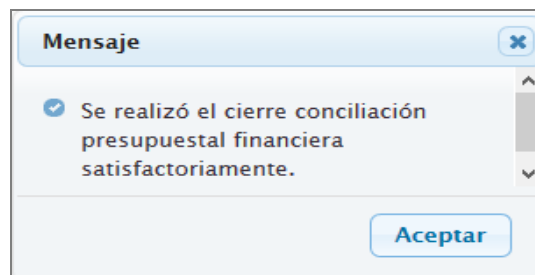 Mensaje
Se realizó el cierre conciliación
presupuestal financiera
satisfactoriamente.
Aceptar